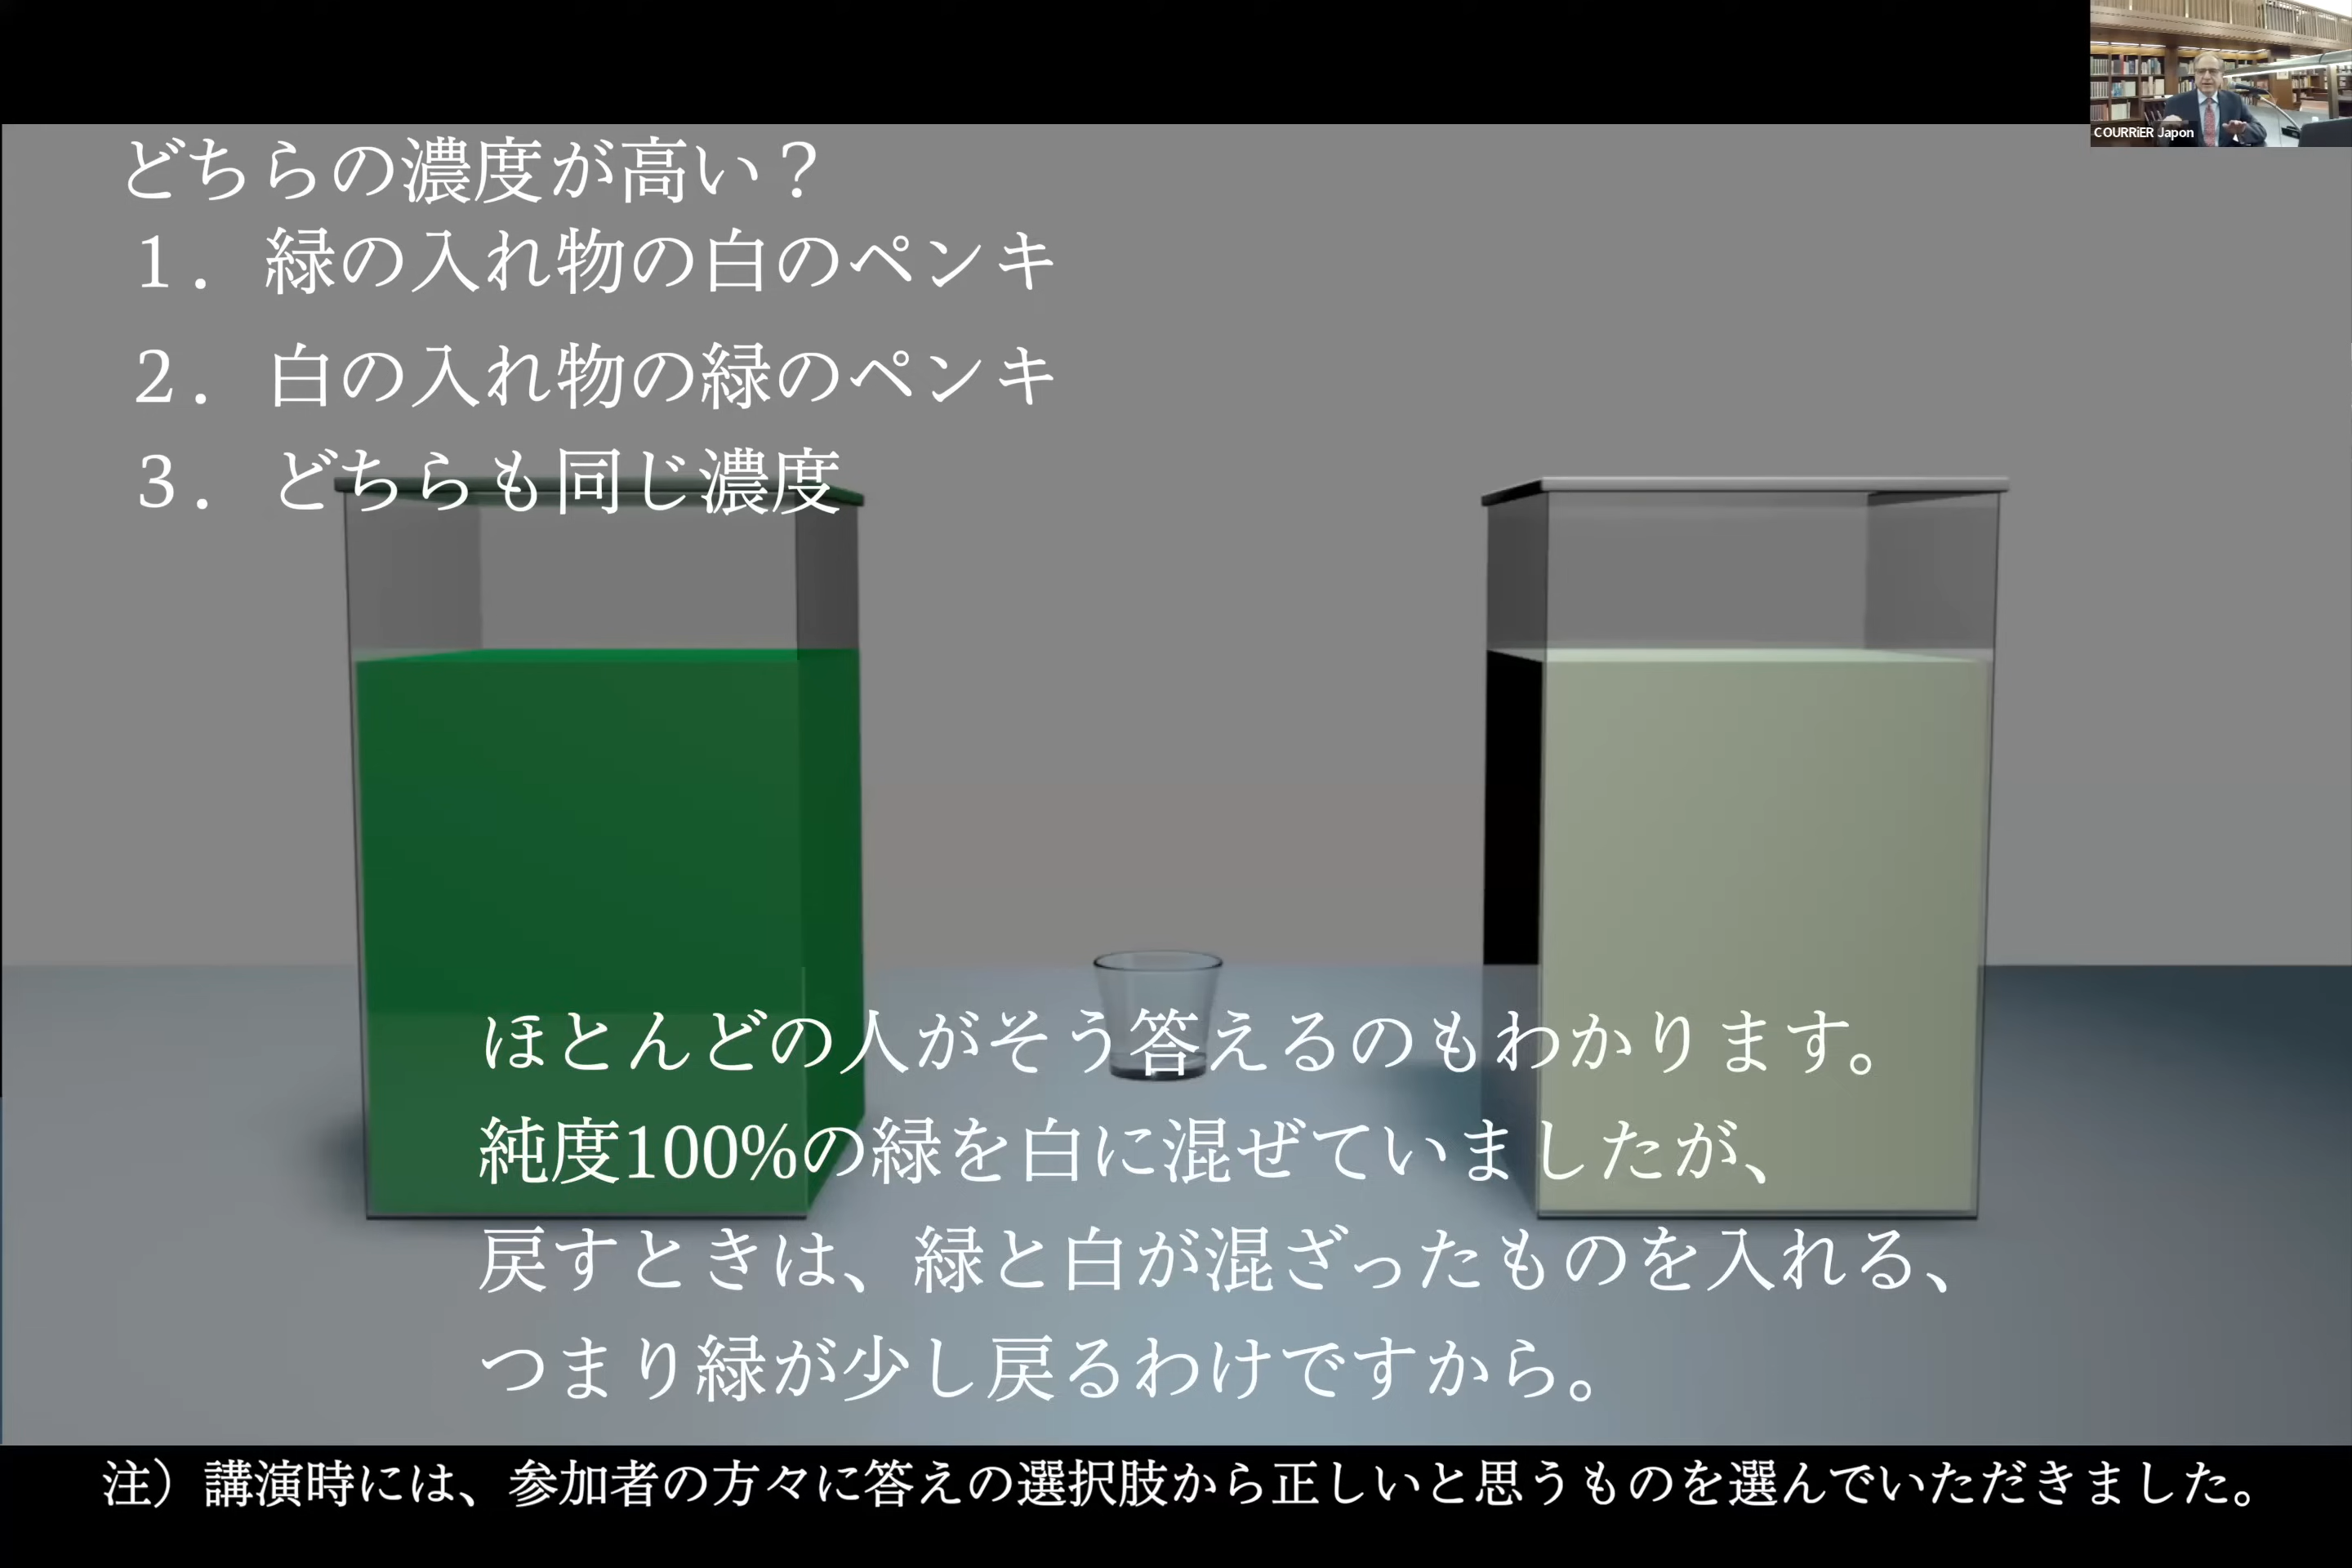 COURRiER Japon
どちらの濃度が高い？
１．緑の入れ物の白のペンキ
２．白の入れ物の緑のペンキ
３．どちらも同じ濃度
ほとんどの人がそう答えるのもわかります。
純度100%の緑を白に混ぜていましたが、
戻すときは、緑と白が混ざったものを入れる、
つまり緑が少し戻るわけですから。
注）講演時には、参加者の方々に答えの選択肢から正しいと思うものを選んでいただきました。